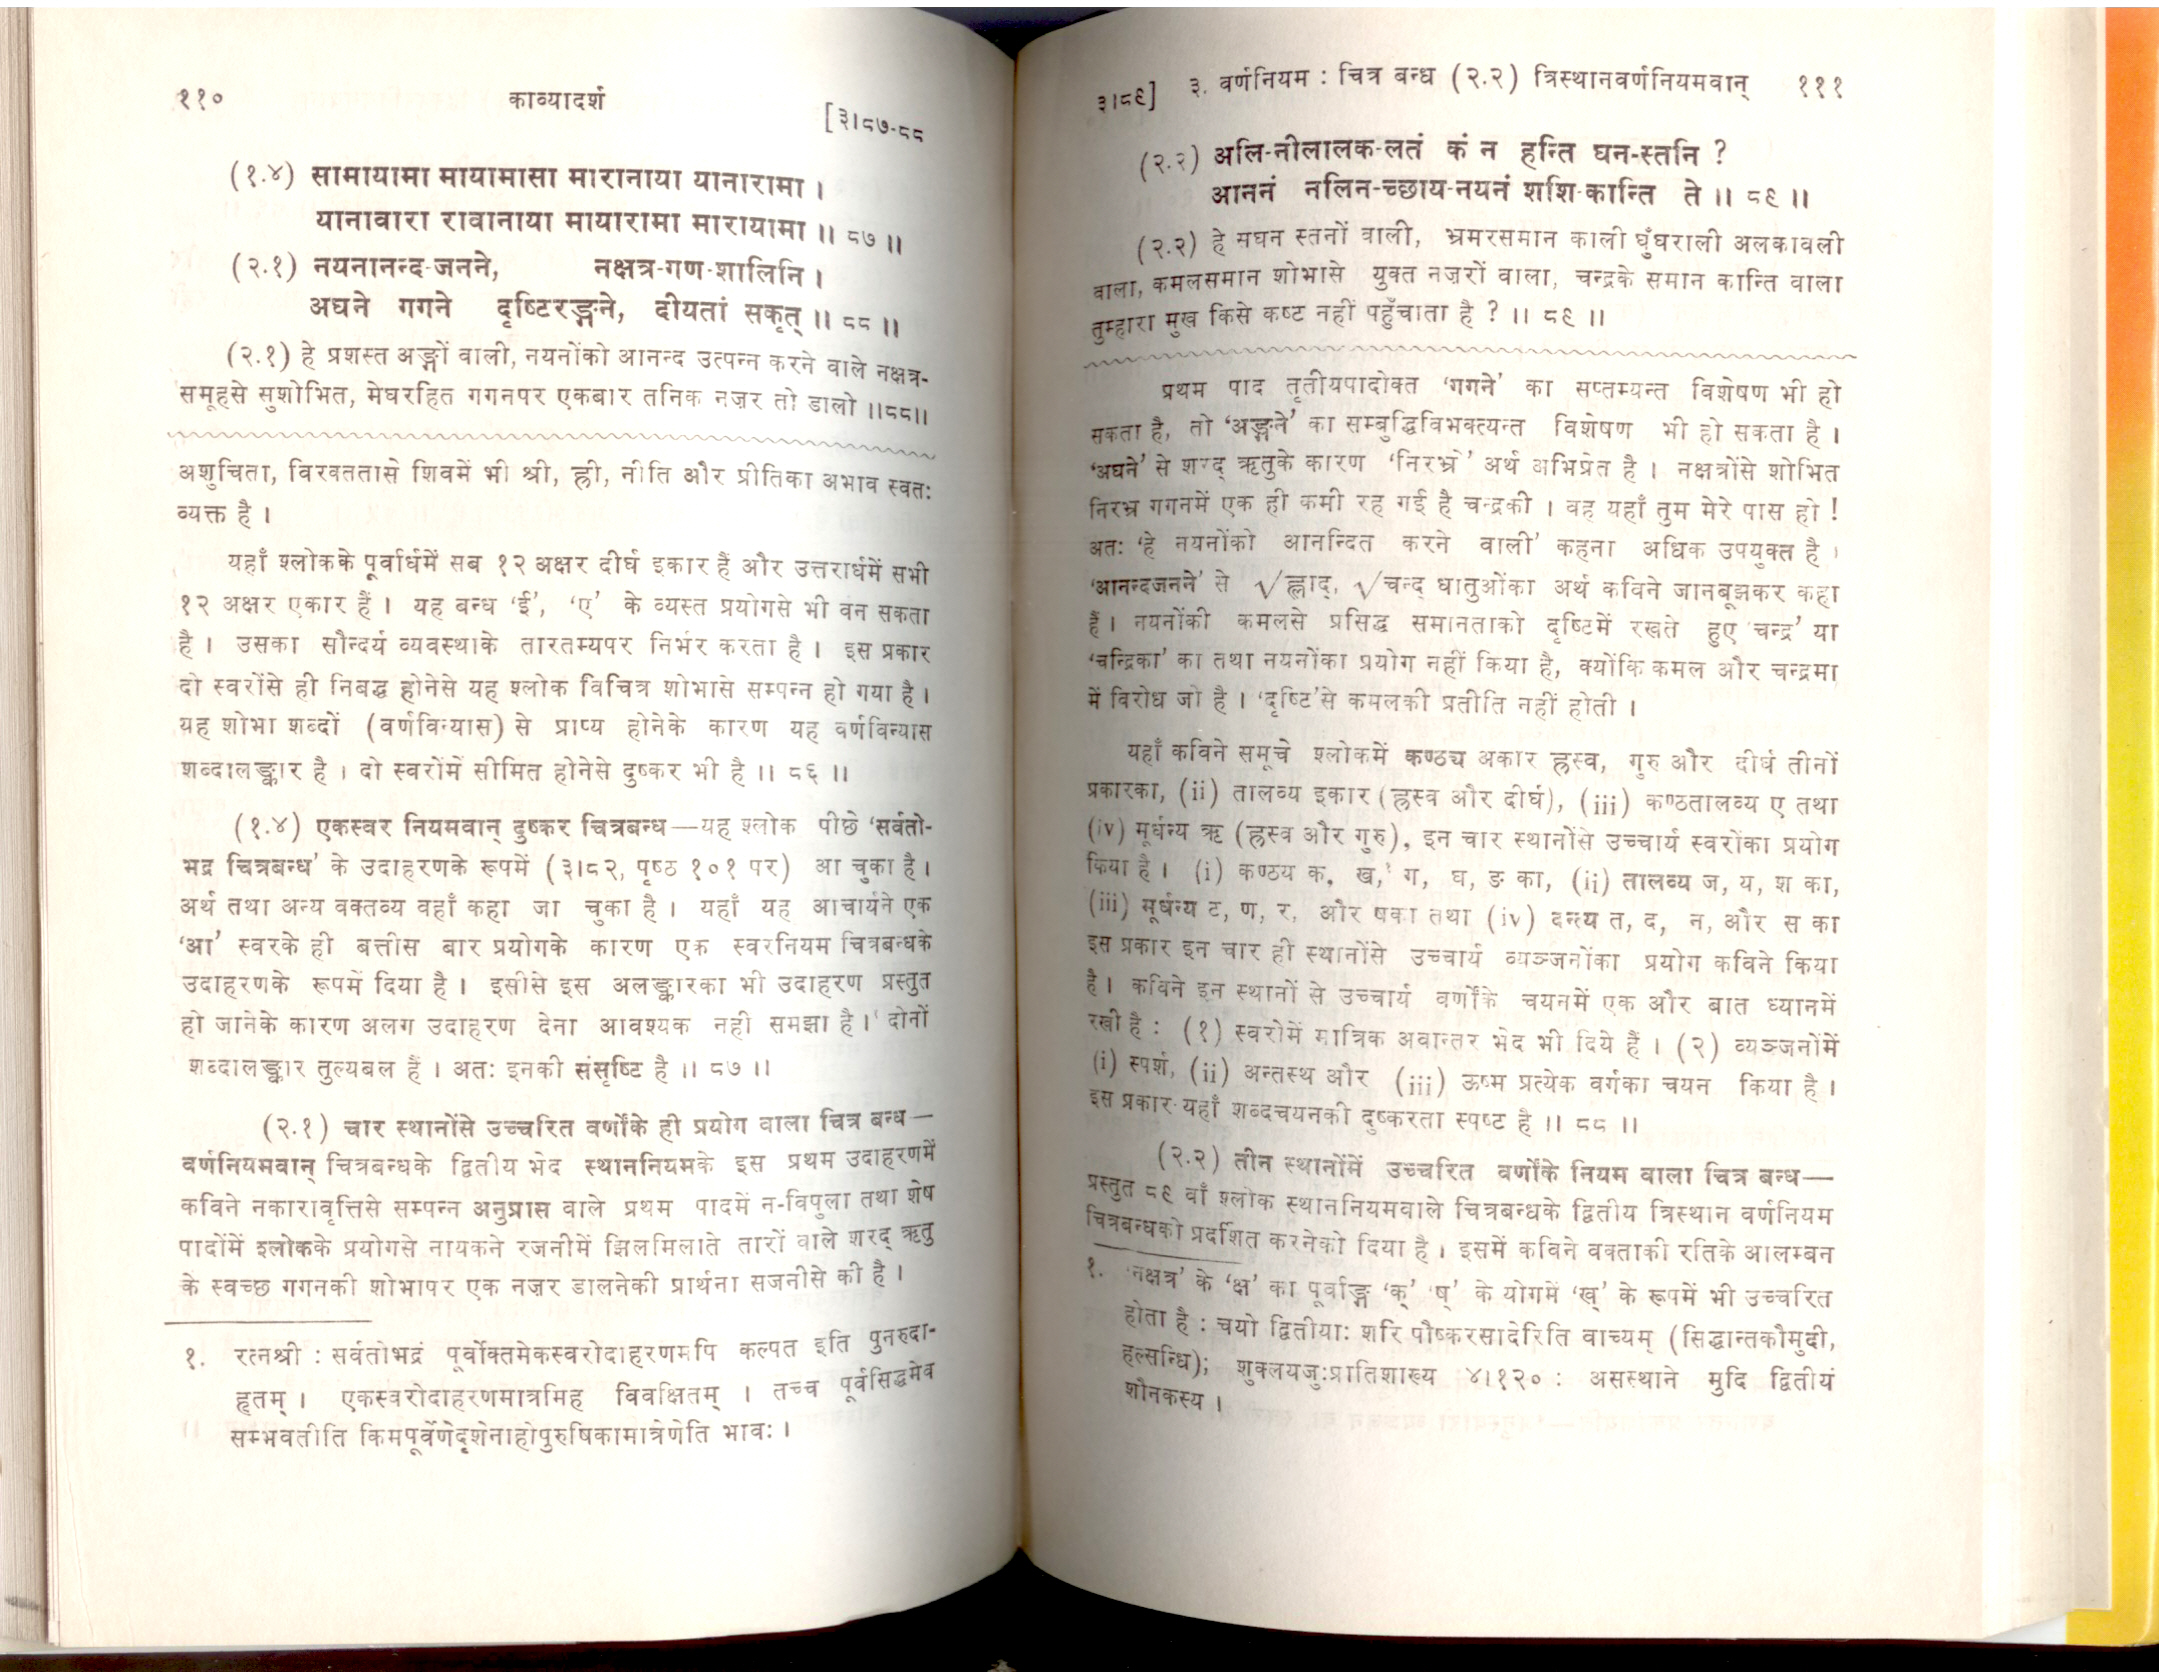 ११० काव्यादर्श [३।८७-८८
(१.४) सामायामा मायामासा मारानाया यानारामा ।
यानावारा रावानाया मायारामा मारायामा ॥ ८७ ॥
(२.१) नयनानन्द-जनने, नक्षत्र-गण-शालिनि ।
अघने गगने दृष्टिरङ्गने, दीयतां सकृत् ॥ ८८ ॥
(२.१) हे प्रशस्त अङ्गों वाली, नयनोंको आनन्द उत्पन्न करने वाले नक्षत्र-
समूहसे सुशोभित, मेघरहित गगनपर एकबार तनिक नज़र तो डालो ॥८८॥
अशुचिता, विरक्ततासे शिवमें भी श्री, ह्री, नीति और प्रीतिका अभाव स्वतः
व्यक्त है ।
यहाँ श्लोकके पूर्वार्धमें सब १२ अक्षर दीर्घ इकार हैं और उत्तरार्धमें सभी
१२ अक्षर एकार हैं । यह बन्ध ‘ई’, ‘ए’ के व्यस्त प्रयोगसे भी बन सकता
है । उसका सौन्दर्य व्यवस्थाके तारतम्यपर निर्भर करता है । इस प्रकार
दो स्वरोंसे ही निबद्ध होनेसे यह श्लोक विचित्र शोभासे सम्पन्न हो गया है ।
यह शोभा शब्दों (वर्णविन्यास) से प्राप्य होनेके कारण यह वर्णविन्यास
शब्दालङ्कार है । दो स्वरोंमें सीमित होनेसे दुष्कर भी है ॥ ८६ ॥
(१.४) एकस्वर नियमवान् दुष्कर चित्रबन्ध—यह श्लोक पीछे ‘सर्वतो-
भद्र चित्रबन्ध’ के उदाहरणके रूपमें (३।८२, पृष्ठ १०१ पर) आ चुका है ।
अर्थ तथा अन्य वक्तव्य वहाँ कहा जा चुका है । यहाँ यह आचार्यने एक
‘आ’ स्वरके ही बत्तीस बार प्रयोगके कारण एक स्वरनियम चित्रबन्धके
उदाहरणके रूपमें दिया है । इसीसे इस अलङ्कारका भी उदाहरण प्रस्तुत
हो जानेके कारण अलग उदाहरण देना आवश्यक नही समझा है ।¹ दोनों
शब्दालङ्कार तुल्यबल हैं । अतः इनकी संसृष्टि है ॥ ८७ ॥
(२.१) चार स्थानोंसे उच्चरित वर्णोंके ही प्रयोग वाला चित्र बन्ध—
वर्णनियमवान् चित्रबन्धके द्वितीय भेद स्थाननियमके इस प्रथम उदाहरणमें
कविने नकारावृत्तिसे सम्पन्न अनुप्रास वाले प्रथम पादमें न-विपुला तथा शेष
पादोंमें श्लोकके प्रयोगसे नायकने रजनीमें झिलमिलाते तारों वाले शरद् ऋतु
के स्वच्छ गगनकी शोभापर एक नज़र डालनेकी प्रार्थना सजनीसे की है ।
१. रत्नश्री : सर्वतोभद्रं पूर्वोक्तमेकस्वरोदाहरणमपि कल्पत इति पुनरुदा-
हृतम् । एकस्वरोदाहरणमात्रमिह विवक्षितम् । तच्च पूर्वसिद्धमेव
सम्भवतीति किमपूर्वेणेदृशेनाहोपुरुषिकामात्रेणेति भावः ।
३।८९] ३. वर्णनियम : चित्र बन्ध (२.२) त्रिस्थानवर्णनियमवान् १११
(२.२) अलि-नीलालक-लतं कं न हन्ति घन-स्तनि ?
आननं नलिन-च्छाय-नयनं शशि-कान्ति ते ॥ ८९ ॥
(२.२) हे सघन स्तनों वाली, भ्रमरसमान काली घुँघराली अलकावली
वाला, कमलसमान शोभासे युक्त नज़रों वाला, चन्द्रके समान कान्ति वाला
तुम्हारा मुख किसे कष्ट नहीं पहुँचाता है ? ॥ ८९ ॥
प्रथम पाद तृतीयपादोक्त ‘गगने’ का सप्तम्यन्त विशेषण भी हो
सकता है, तो ‘अङ्गने’ का सम्बुद्धिविभक्त्यन्त विशेषण भी हो सकता है ।
‘अघने’ से शरद् ऋतुके कारण ‘निरभ्रे’ अर्थ अभिप्रेत है । नक्षत्रोंसे शोभित
निरभ्र गगनमें एक ही कमी रह गई है चन्द्रकी । वह यहाँ तुम मेरे पास हो !
अतः ‘हे नयनोंको आनन्दित करने वाली’ कहना अधिक उपयुक्त है ।
‘आनन्दजनने’ से √ह्लाद्, √चन्द् धातुओंका अर्थ कविने जानबूझकर कहा
है । नयनोंकी कमलसे प्रसिद्ध समानताको दृष्टिमें रखते हुए ‘चन्द्र’ या
‘चन्द्रिका’ का तथा नयनोंका प्रयोग नहीं किया है, क्योंकि कमल और चन्द्रमा
में विरोध जो है । ‘दृष्टि’से कमलकी प्रतीति नहीं होती ।
यहाँ कविने समूचे श्लोकमें कण्ठ्य अकार ह्रस्व, गुरु और दीर्घ तीनों
प्रकारका, (ii) तालव्य इकार (ह्रस्व और दीर्घ), (iii) कण्ठतालव्य ए तथा
(iv) मूर्धन्य ऋ (ह्रस्व और गुरु), इन चार स्थानोंसे उच्चार्य स्वरोंका प्रयोग
किया है । (i) कण्ठय क, ख,¹ ग, घ, ङ का, (ii) तालव्य ज, य, श का,
(iii) मूर्धन्य ट, ण, र, और षका तथा (iv) दन्त्य त, द, न, और स का
इस प्रकार इन चार ही स्थानोंसे उच्चार्य व्यञ्जनोंका प्रयोग कविने किया
है । कविने इन स्थानों से उच्चार्य वर्णोंके चयनमें एक और बात ध्यानमें
रखी है : (१) स्वरोमें मात्रिक अवान्तर भेद भी दिये हैं । (२) व्यञ्जनोंमें
(i) स्पर्श, (ii) अन्तस्थ और (iii) ऊष्म प्रत्येक वर्गका चयन किया है ।
इस प्रकार यहाँ शब्दचयनकी दुष्करता स्पष्ट है ॥ ८८ ॥
(२.२) तीन स्थानोंमें उच्चरित वर्णोंके नियम वाला चित्र बन्ध—
प्रस्तुत ८९ वाँ श्लोक स्थाननियमवाले चित्रबन्धके द्वितीय त्रिस्थान वर्णनियम
चित्रबन्धको प्रदर्शित करनेको दिया है । इसमें कविने वक्ताकी रतिके आलम्बन
१. ‘नक्षत्र’ के ‘क्ष’ का पूर्वाङ्ग ‘क्’ ‘ष्’ के योगमें ‘ख्’ के रूपमें भी उच्चरित
होता है : चयो द्वितीयाः शरि पौष्करसादेरिति वाच्यम् (सिद्धान्तकौमुदी,
हल्सन्धि); शुक्लयजुःप्रातिशाख्य ४।१२० : असस्थाने मुदि द्वितीयं
शौनकस्य ।